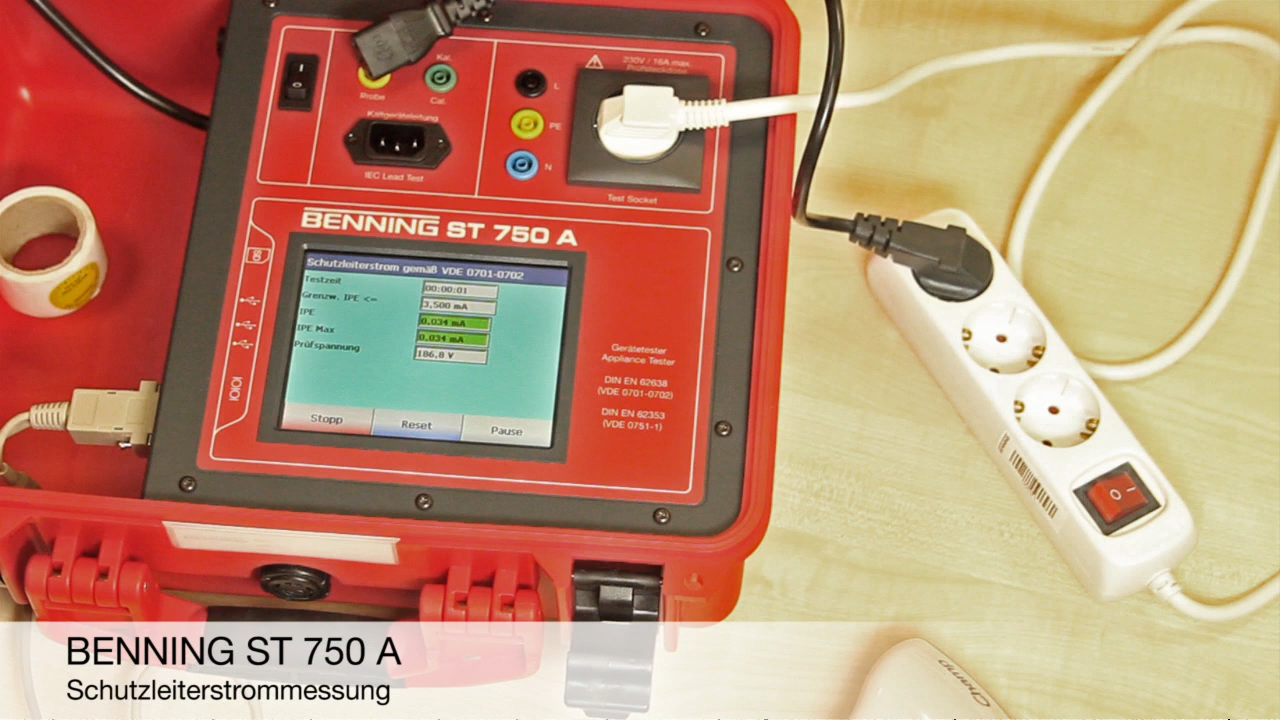 Kal.
230V / 16A max.
Prüfsteckdose
Probe
Cal.
L
PE
N
Kaltgeräteleitung
IEC Lead Test
Test Socket
BENNING ST 750 A
Schutzleiterstrom gemäß VDE 0701-0702
Testzeit 00:00:01
Grenzw. IPE <= 3,500 mA
IPE 0,034 mA
IPE Max 0,034 mA
Prüfspannung 186,8 V
Stopp Reset Pause
Gerätetester
Appliance Tester
DIN EN 62638
(VDE 0701-0702)
DIN EN 62353
(VDE 0751-1)
BENNING ST 750 A
Schutzleiterstrommessung